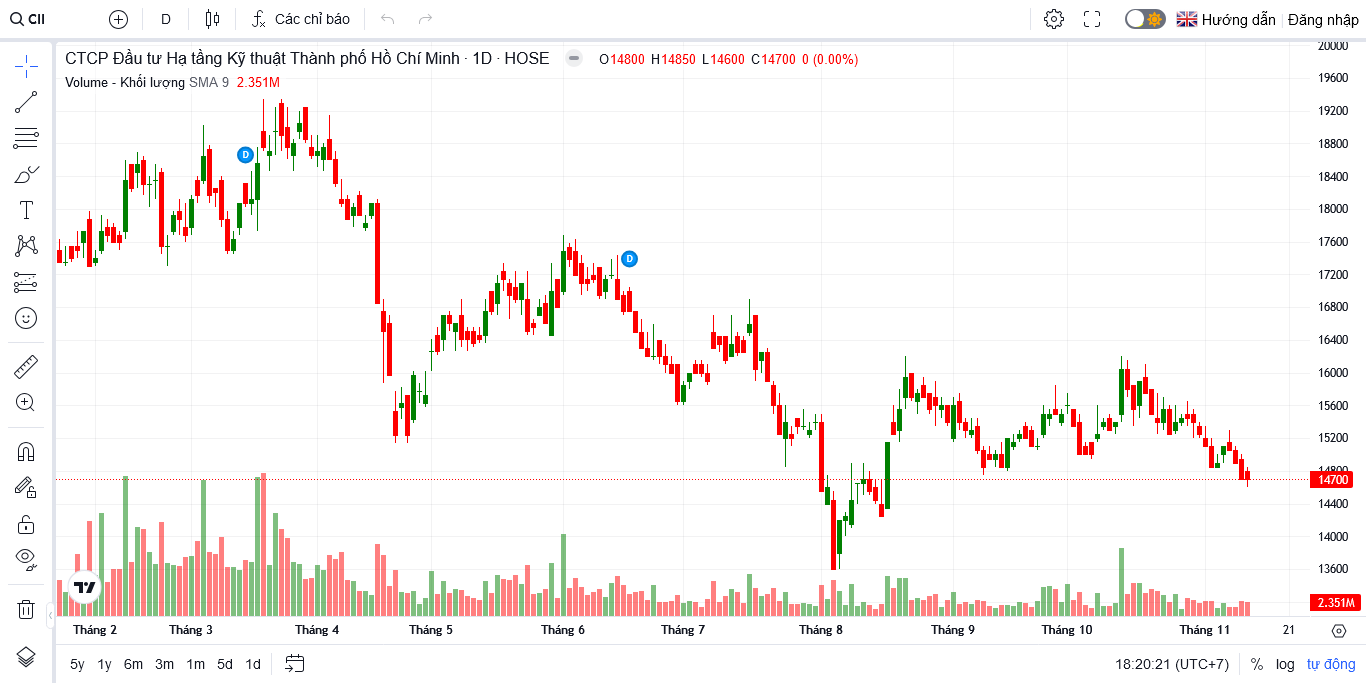 CII D Các chỉ báo Hướng dẫn Đăng nhập
CTCP Đầu tư Hạ tầng Kỹ thuật Thành phố Hồ Chí Minh · 1D · HOSE O14800 H14850 L14600 C14700 0 (0.00%)
Volume - Khối lượng SMA 9 2.351M
D
D
20000
19600
19200
18800
18400
18000
17600
17200
16800
16400
16000
15600
15200
14800
14700
14400
14000
13600
2.351M
Tháng 2 Tháng 3 Tháng 4 Tháng 5 Tháng 6 Tháng 7 Tháng 8 Tháng 9 Tháng 10 Tháng 11 21
5y 1y 6m 3m 1m 5d 1d 18:20:21 (UTC+7) % log tự động